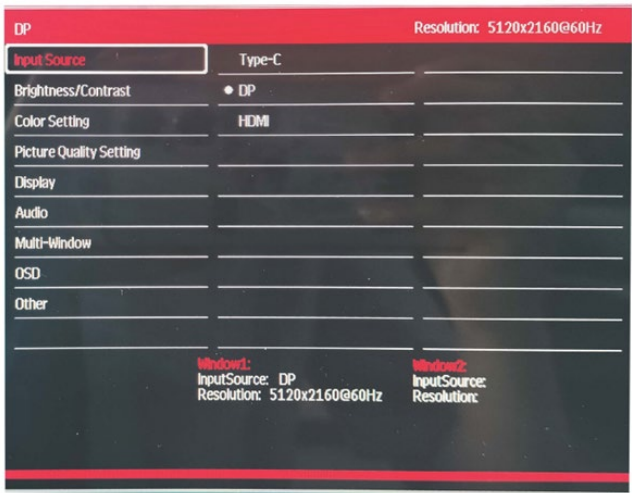 DP Resolution: 5120x2160@60Hz
Input Source Type-C
Brightness/Contrast DP
Color Setting HDMI
Picture Quality Setting
Display
Audio
Multi-Window
OSD
Other
Window1: Window2:
InputSource: DP InputSource:
Resolution: 5120x2160@60Hz Resolution: